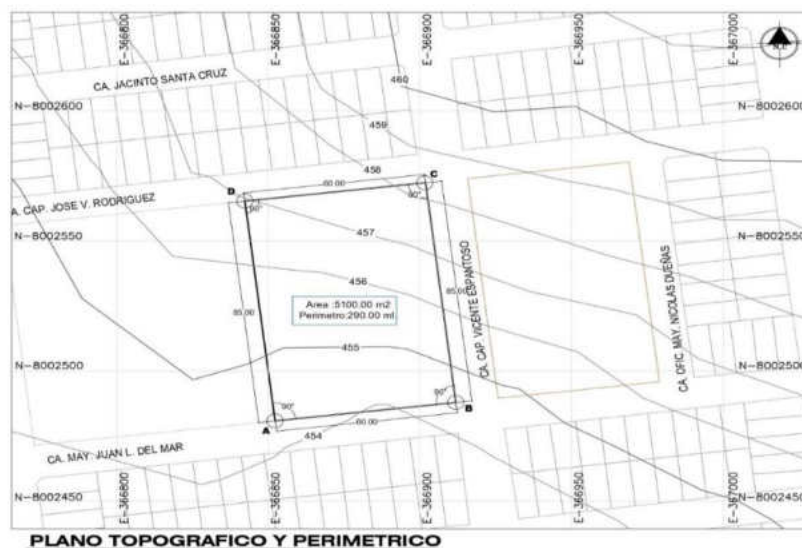 E-366850
E-366900
E-366950
E-367000
CA. JACINTO SANTA CRUZ
460
N-8002600
N-8002600
459
458
C
D
60.00
90°
90°
A. CAP. JOSE V. RODRIGUEZ
457
N-8002550
N-8002550
CA. CAP. VICENTE ESPANTOSO
CA. OFIC. MAY. NICOLAS DUEÑAS
456
85.00
85.00
Area :5100.00 m2
Perimetro:290.00 ml
455
N-8002500
N-8002500
90°
90°
B
A
60.00
454
CA. MAY. JUAN L. DEL MAR
E-366800
E-366850
E-366900
E-366950
E-367000
N-8002450
N-8002450
PLANO TOPOGRAFICO Y PERIMETRICO